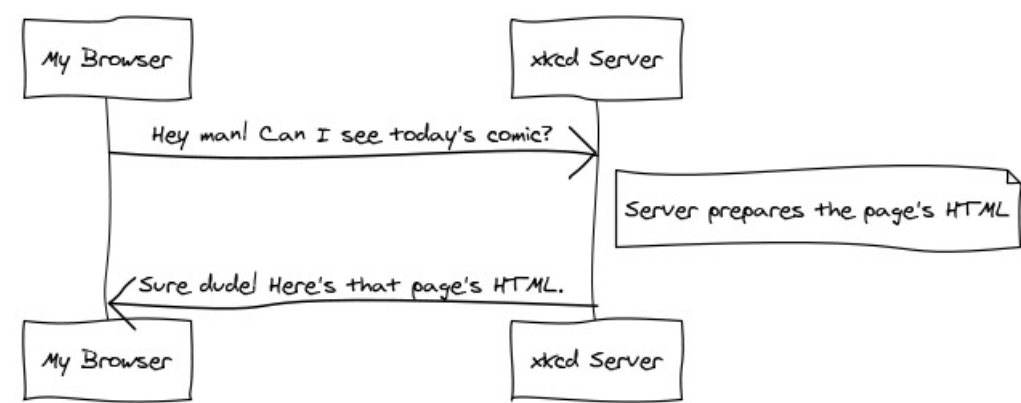 My Browser
xkcd Server
Hey man! Can I see today's comic?
Server prepares the page's HTML
Sure dude! Here's that page's HTML.
My Browser
xkcd Server